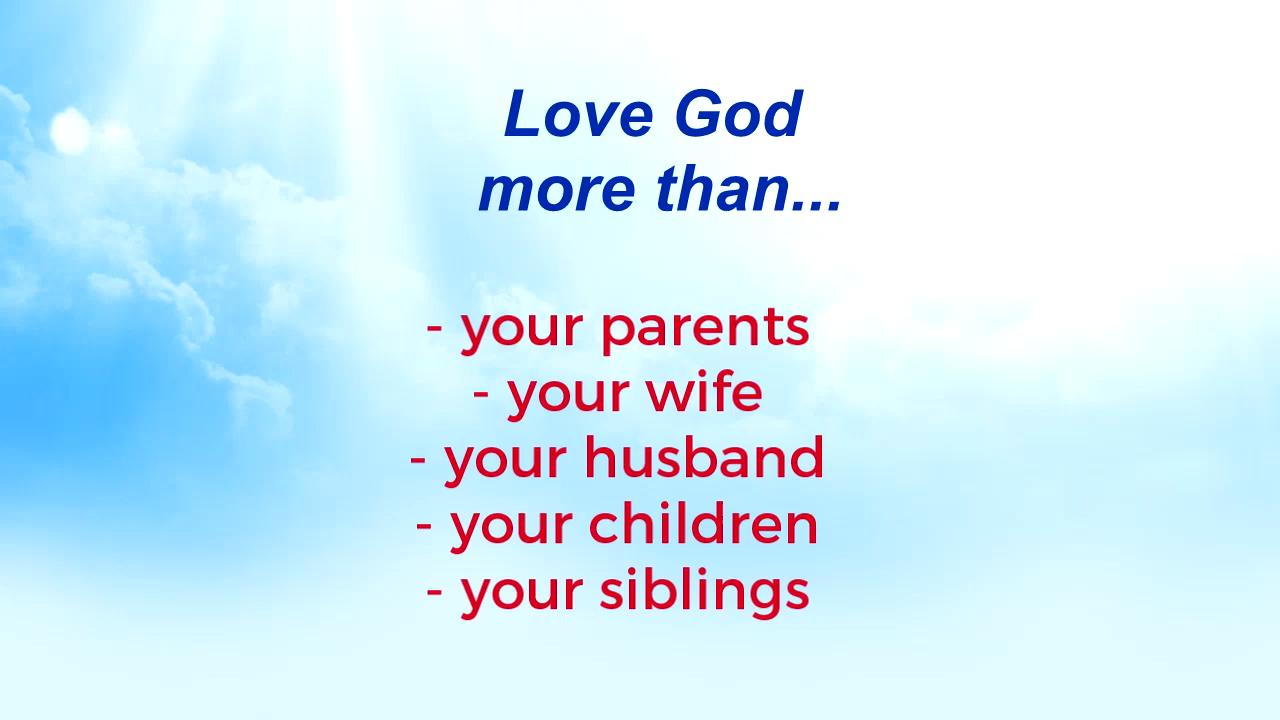 Love God
more than...
- your parents
- your wife
- your husband
- your children
- your siblings